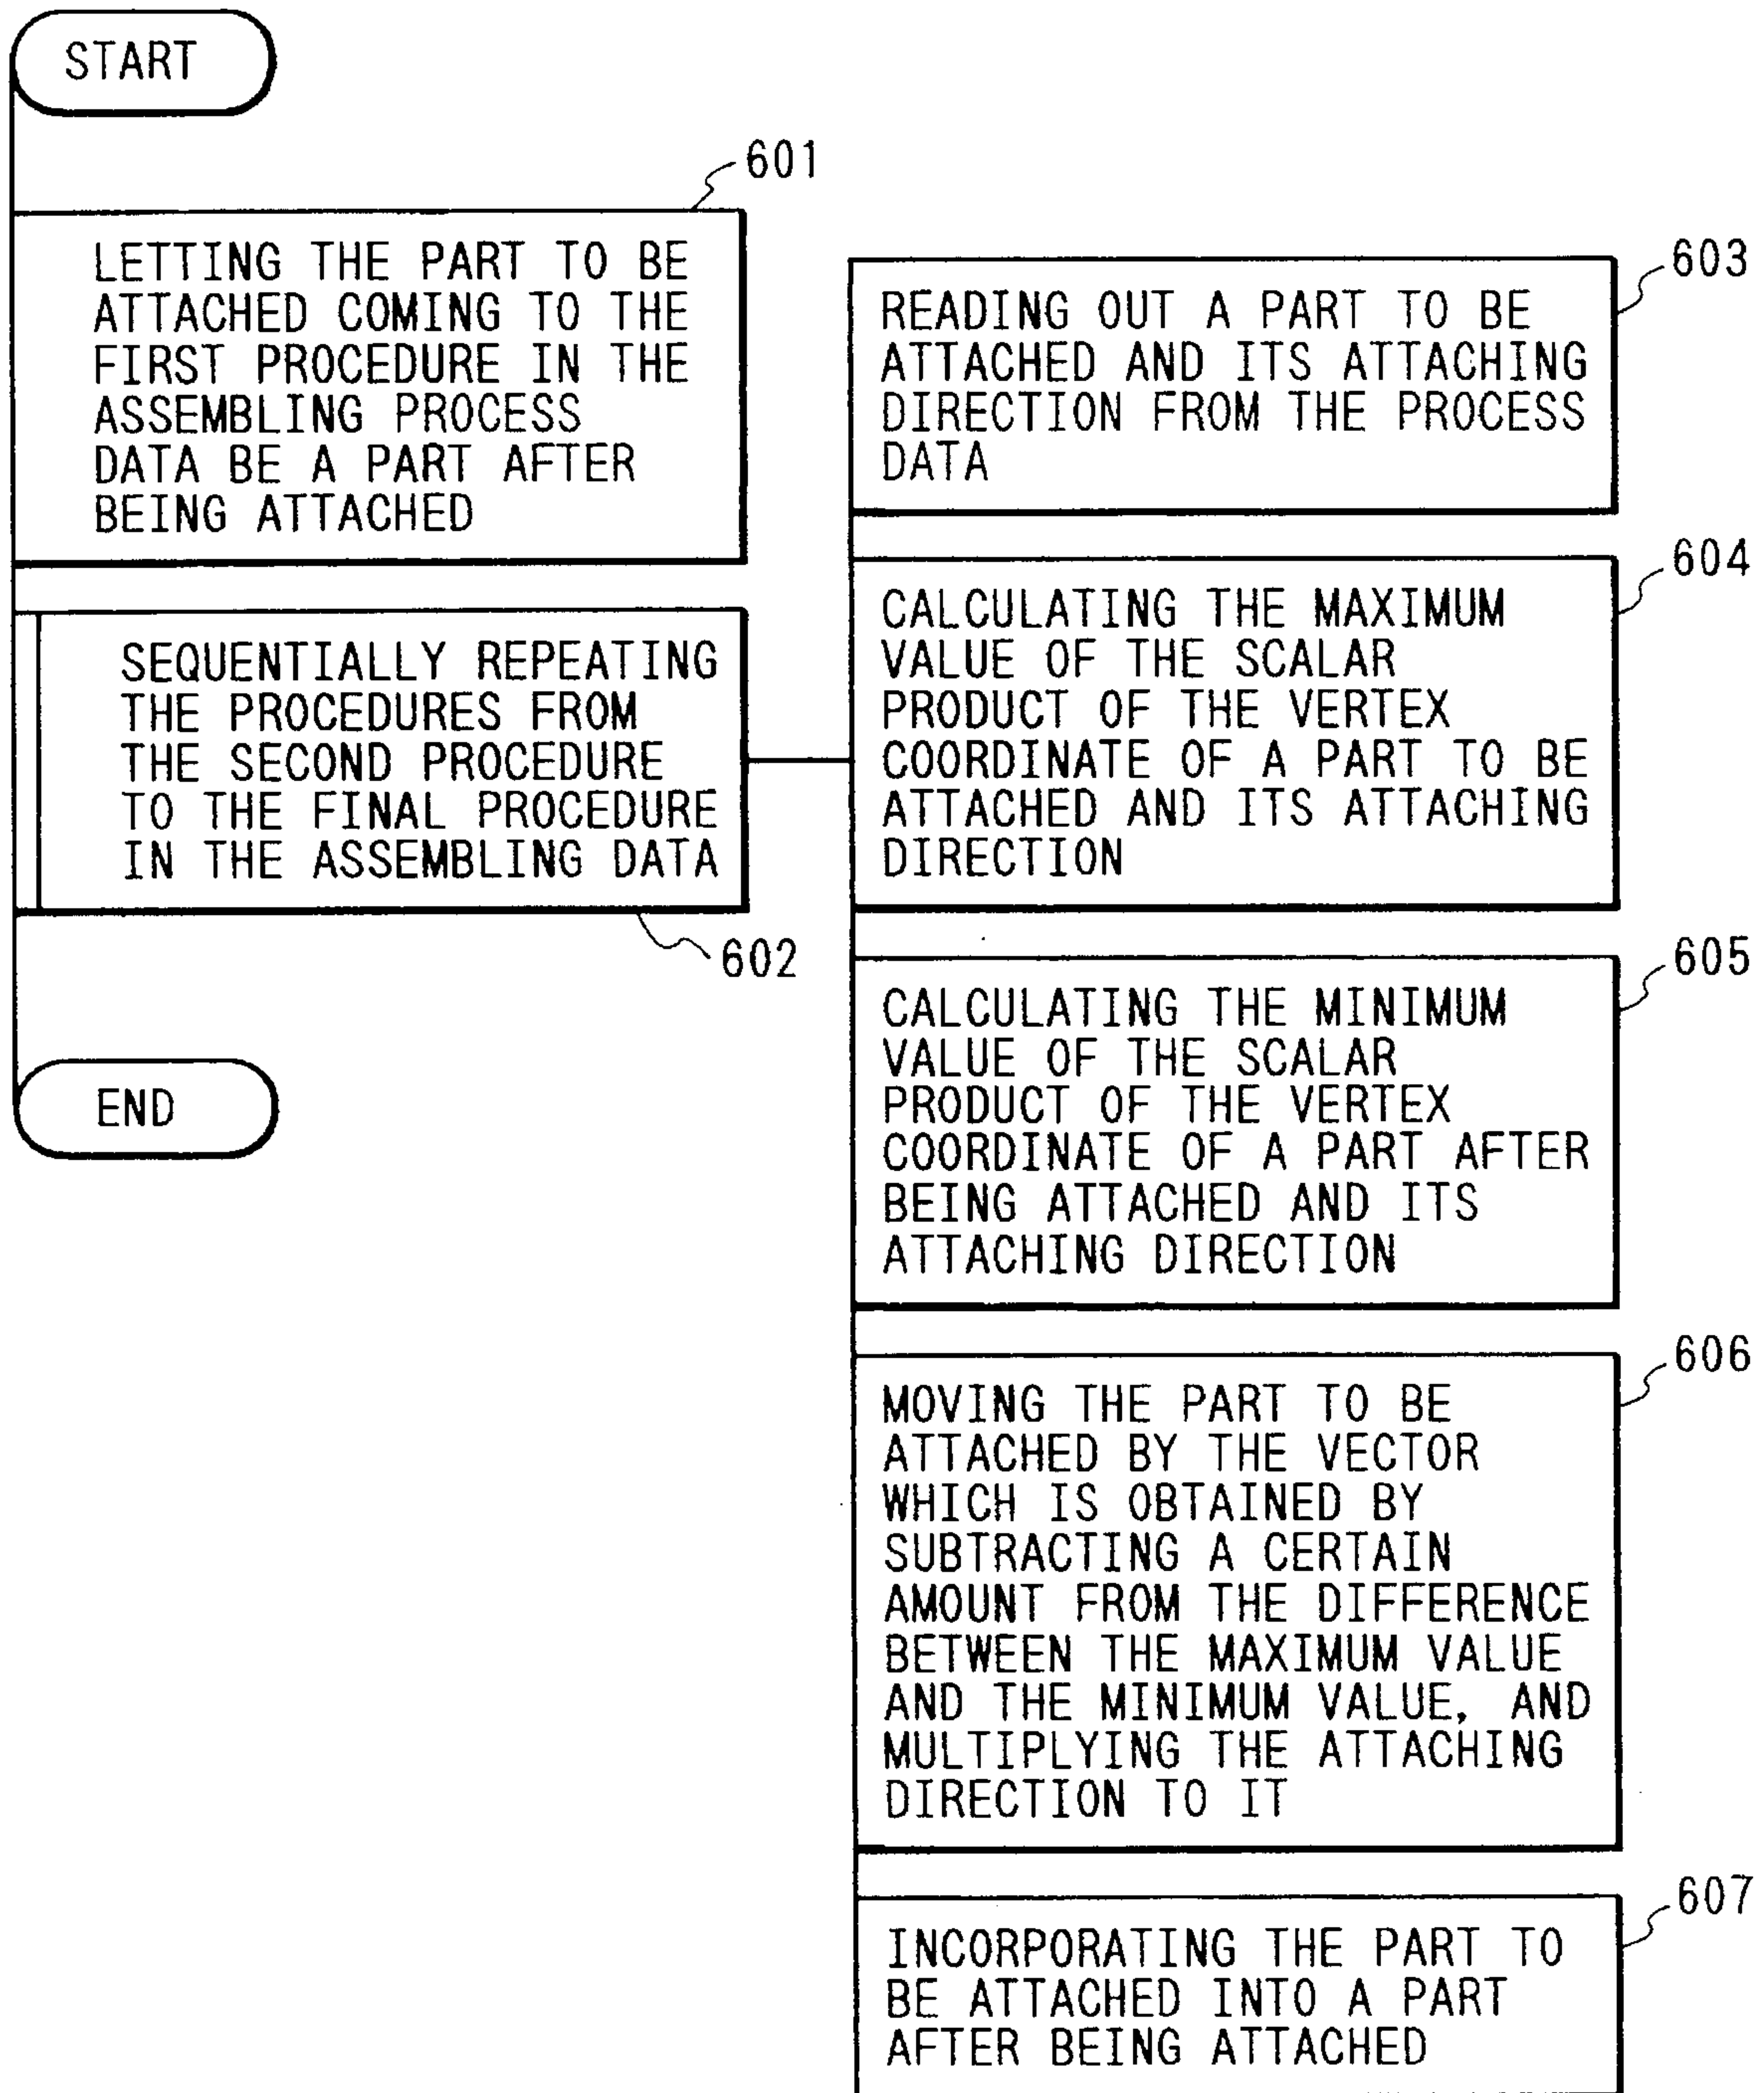 START
601
LETTING THE PART TO BE
ATTACHED COMING TO THE
FIRST PROCEDURE IN THE
ASSEMBLING PROCESS
DATA BE A PART AFTER
BEING ATTACHED
SEQUENTIALLY REPEATING
THE PROCEDURES FROM
THE SECOND PROCEDURE
TO THE FINAL PROCEDURE
IN THE ASSEMBLING DATA
602
END
603
READING OUT A PART TO BE
ATTACHED AND ITS ATTACHING
DIRECTION FROM THE PROCESS
DATA
604
CALCULATING THE MAXIMUM
VALUE OF THE SCALAR
PRODUCT OF THE VERTEX
COORDINATE OF A PART TO BE
ATTACHED AND ITS ATTACHING
DIRECTION
605
CALCULATING THE MINIMUM
VALUE OF THE SCALAR
PRODUCT OF THE VERTEX
COORDINATE OF A PART AFTER
BEING ATTACHED AND ITS
ATTACHING DIRECTION
606
MOVING THE PART TO BE
ATTACHED BY THE VECTOR
WHICH IS OBTAINED BY
SUBTRACTING A CERTAIN
AMOUNT FROM THE DIFFERENCE
BETWEEN THE MAXIMUM VALUE
AND THE MINIMUM VALUE, AND
MULTIPLYING THE ATTACHING
DIRECTION TO IT
607
INCORPORATING THE PART TO
BE ATTACHED INTO A PART
AFTER BEING ATTACHED